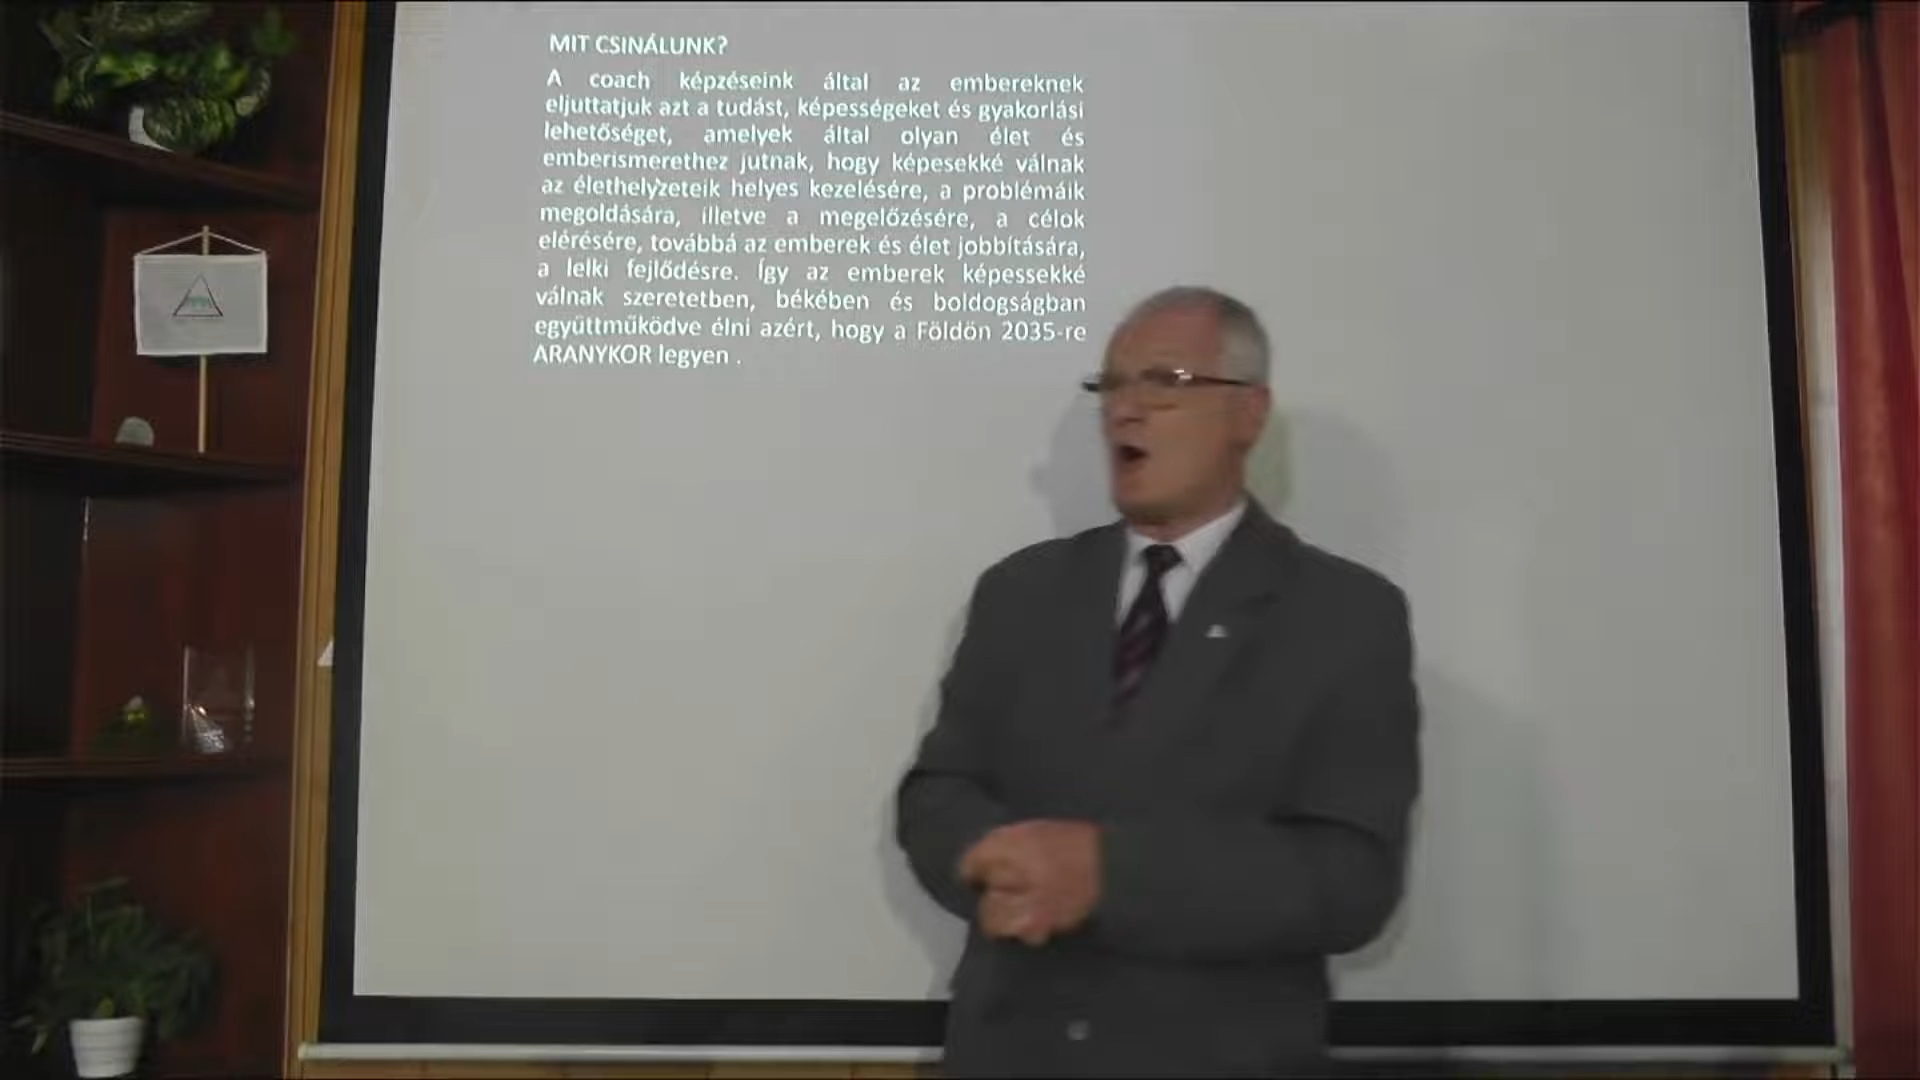 MIT CSINÁLUNK?
A coach képzéseink által az embereknek
eljuttatjuk azt a tudást, képességeket és gyakorlási
lehetőséget, amelyek által olyan élet és
emberismerethez jutnak, hogy képesekké válnak
az élethelyzeteik helyes kezelésére, a problémáik
megoldására, illetve a megelőzésére, a célok
elérésére, továbbá az emberek és élet jobbítására,
a lelki fejlődésre. Így az emberek képessekké
válnak szeretetben, békében és boldogságban
együttműködve élni azért, hogy a Földön 2035-re
ARANYKOR legyen .